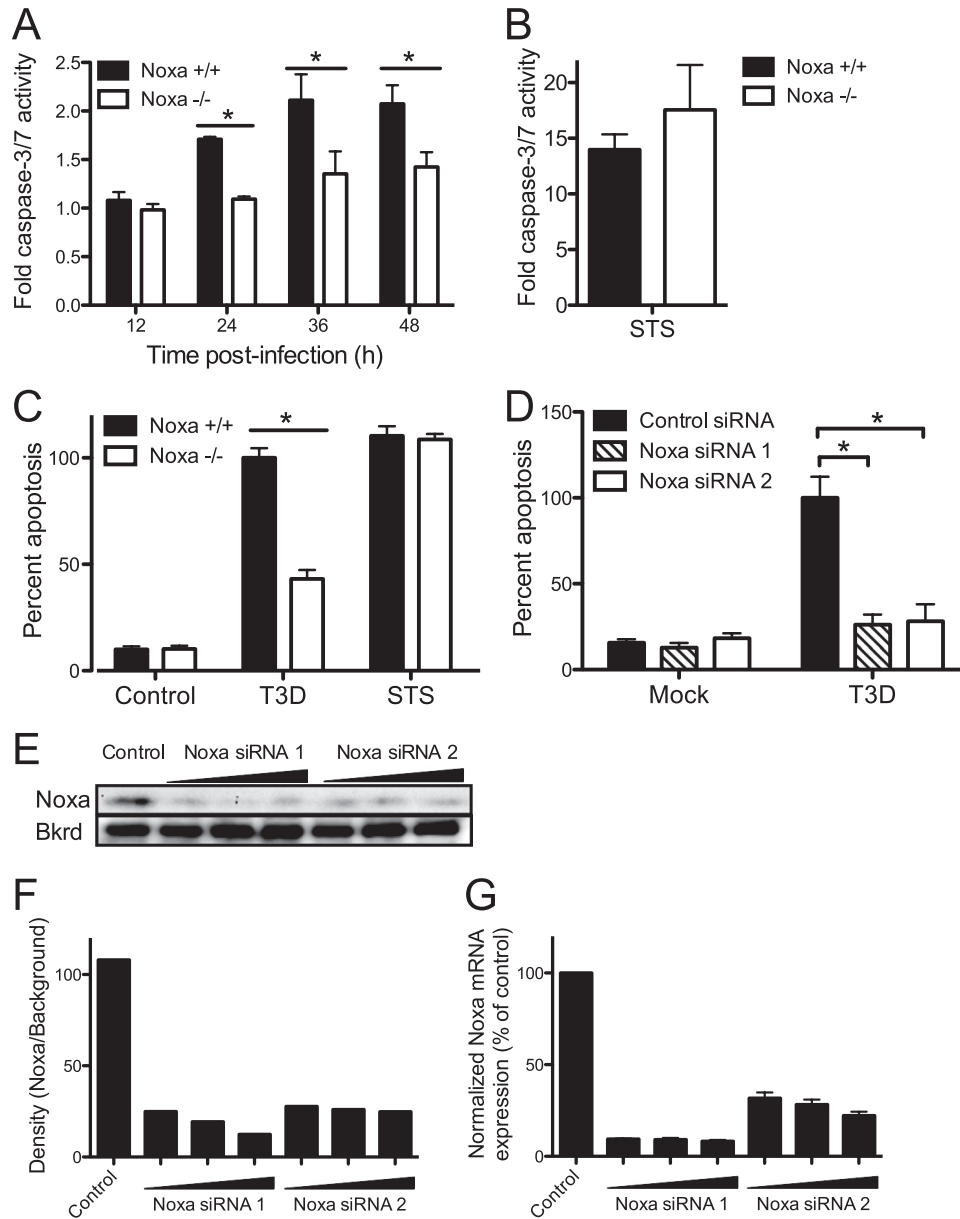 A
Fold caspase-3/7 activity
2.5
2.0
1.5
1.0
0.5
0.0
Noxa +/+
Noxa -/-
*
*
*
12
24
36
48
Time post-infection (h)
B
Fold caspase-3/7 activity
20
15
10
5
0
Noxa +/+
Noxa -/-
STS
C
Percent apoptosis
100
50
0
Noxa +/+
Noxa -/-
*
Control
T3D
STS
D
Percent apoptosis
150
100
50
0
Control siRNA
Noxa siRNA 1
Noxa siRNA 2
*
*
Mock
T3D
E
Control
Noxa siRNA 1
Noxa siRNA 2
Noxa
Bkrd
F
Density (Noxa/Background)
100
50
0
Control
Noxa siRNA 1
Noxa siRNA 2
G
Normalized Noxa mRNA
expression (% of control)
100
50
0
Control
Noxa siRNA 1
Noxa siRNA 2